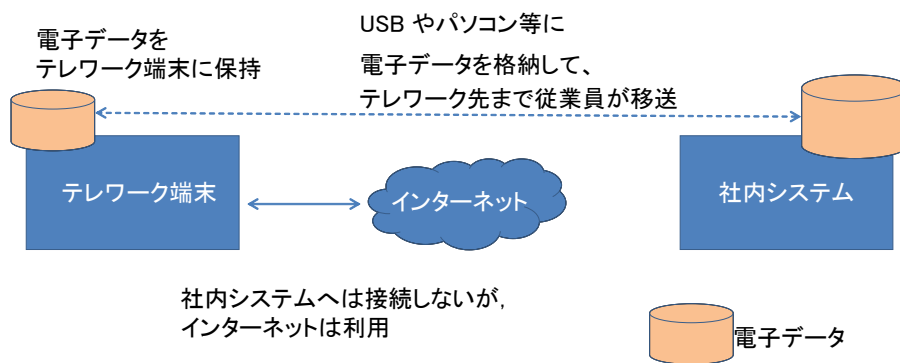 電子データを
テレワーク端末に保持
USB やパソコン等に
電子データを格納して、
テレワーク先まで従業員が移送
テレワーク端末
インターネット
社内システム
社内システムへは接続しないが，
インターネットは利用
電子データ